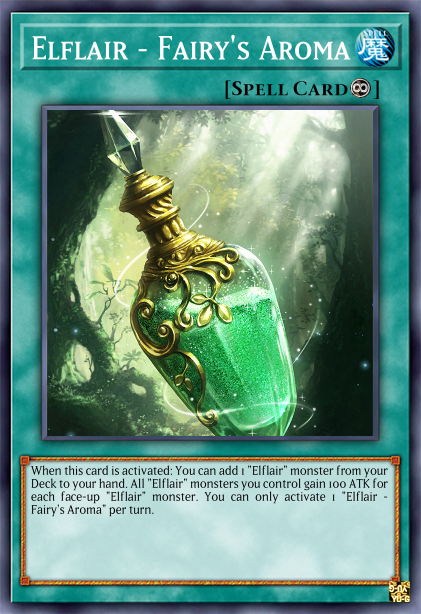 Elflair - Fairy's Aroma
SPELL
魔
[Spell Card]
When this card is activated: You can add 1 "Elflair" monster from your
Deck to your hand. All "Elflair" monsters you control gain 100 ATK for
each face-up "Elflair" monster. You can only activate 1 "Elflair -
Fairy's Aroma" per turn.